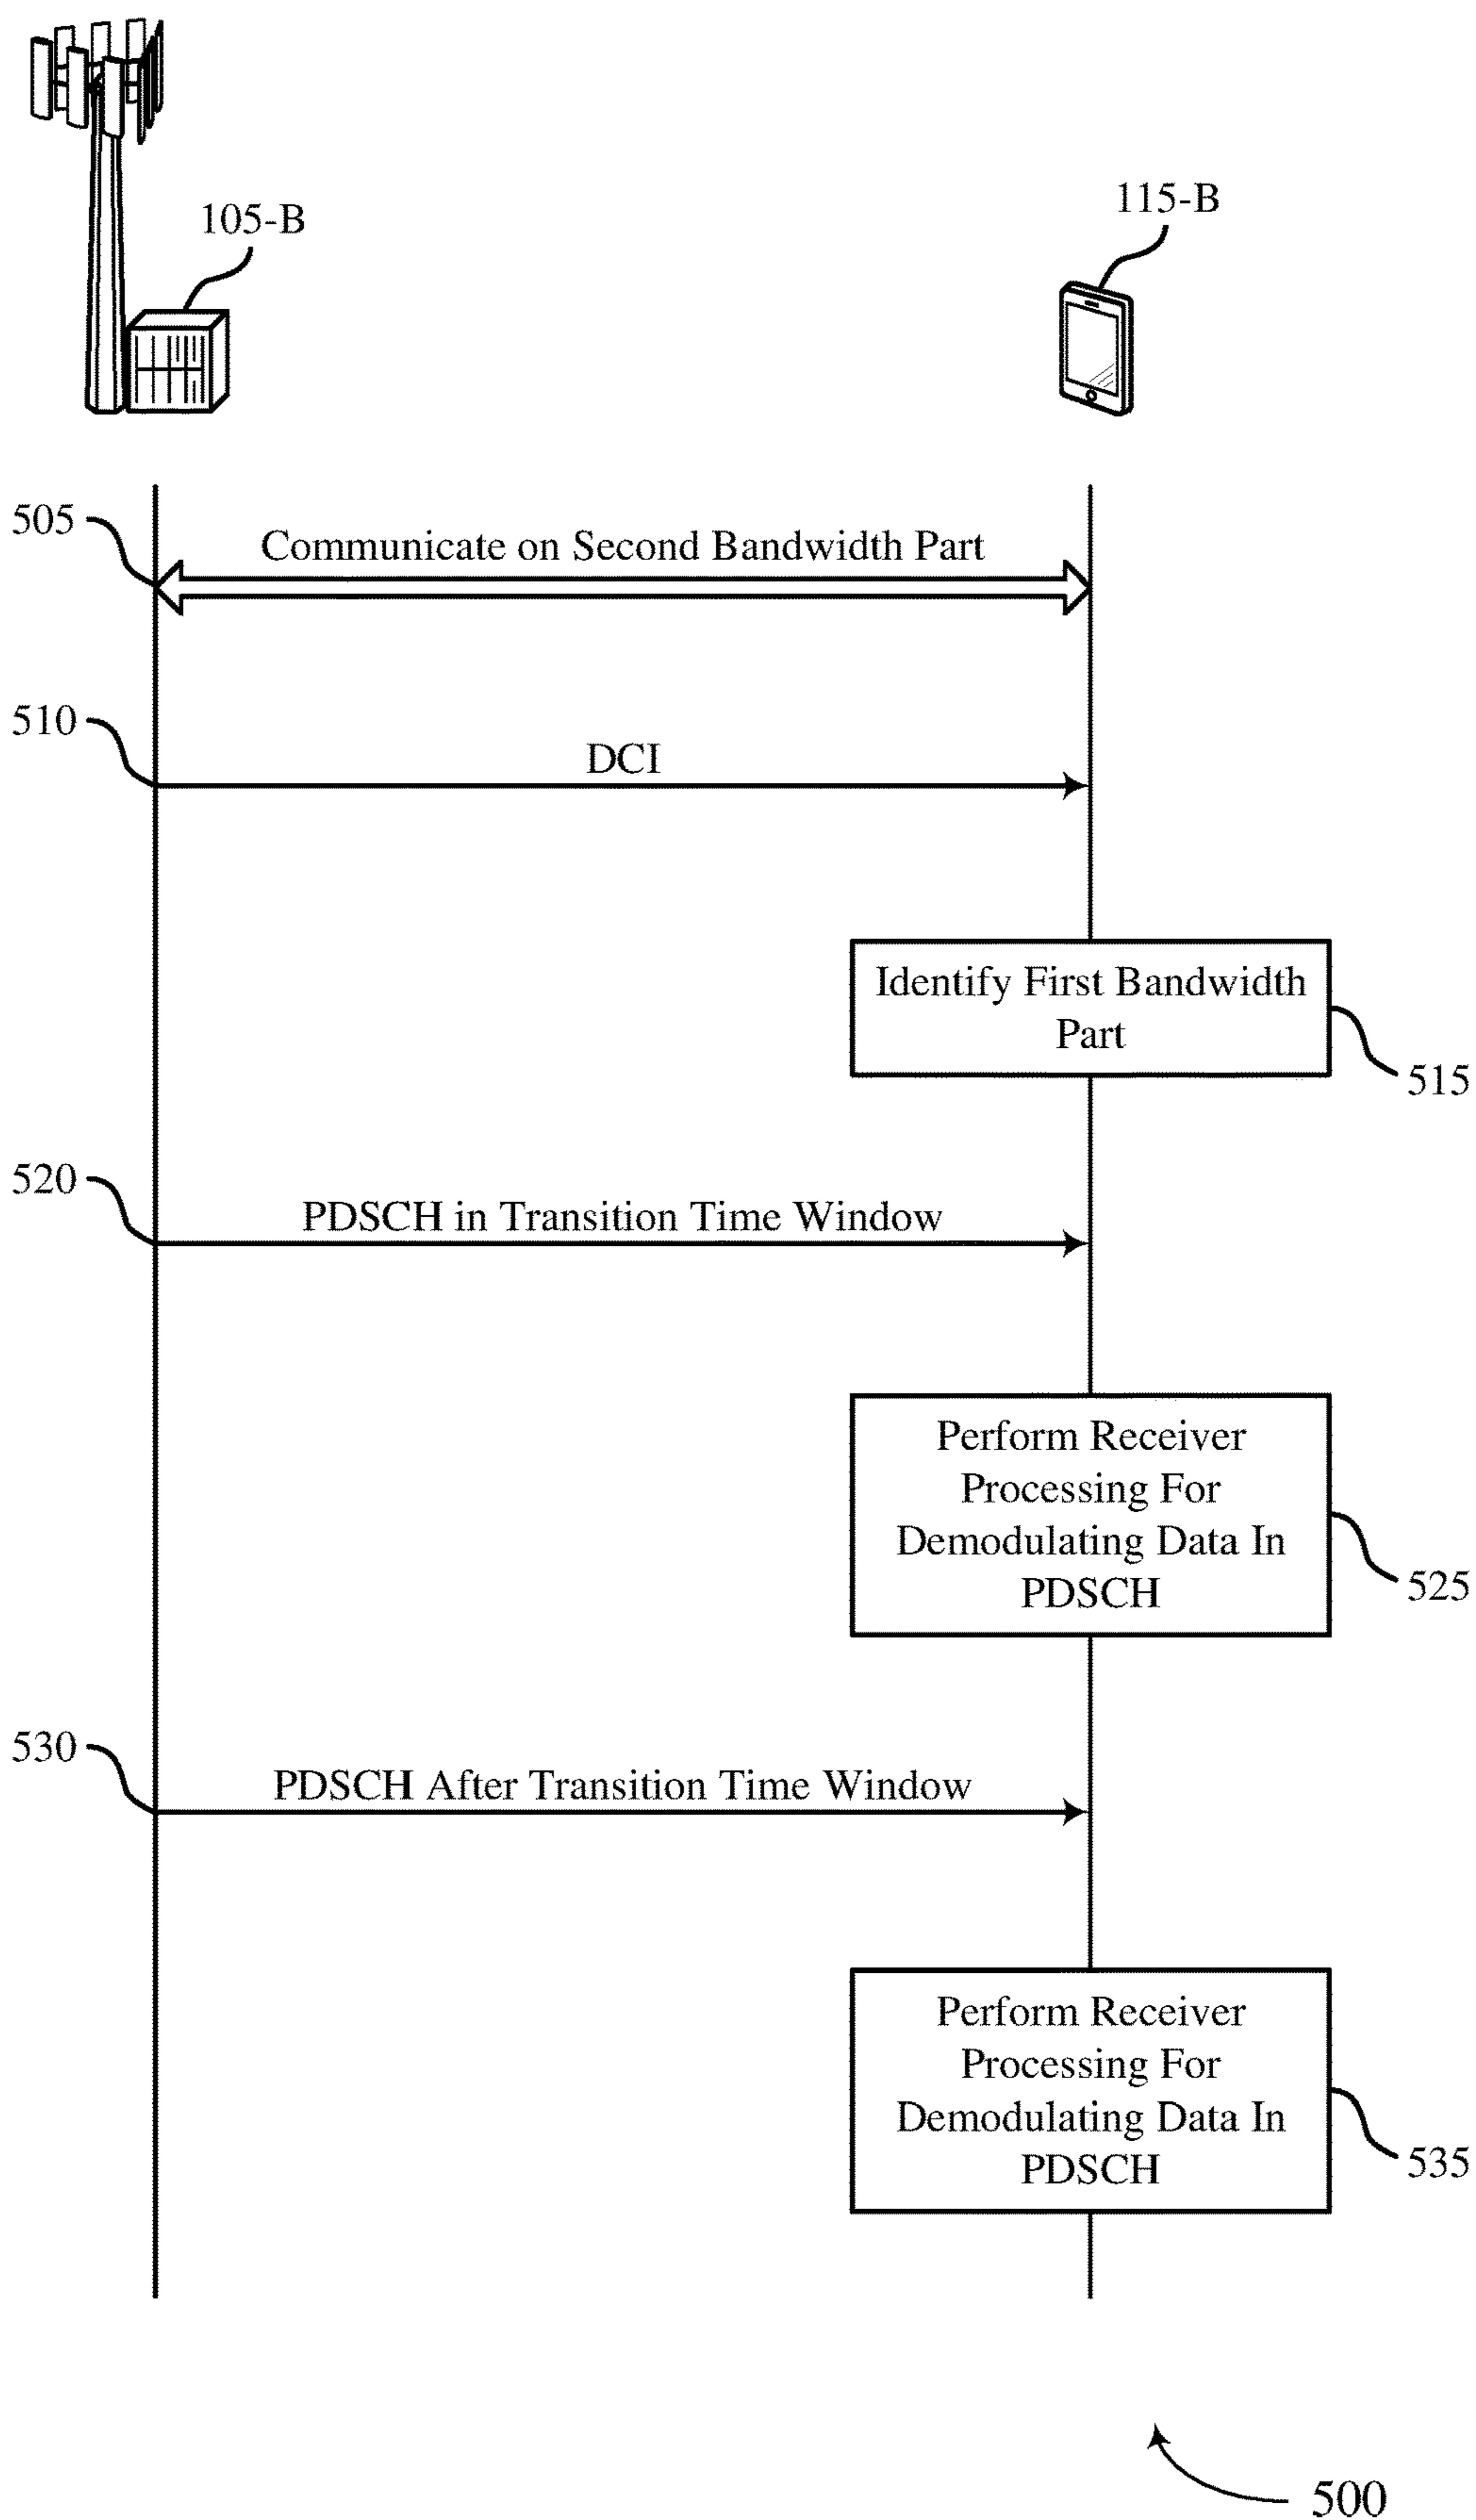 105-B
115-B
505
Communicate on Second Bandwidth Part
510
DCI
Identify First Bandwidth
Part
515
520
PDSCH in Transition Time Window
Perform Receiver
Processing For
Demodulating Data In
PDSCH
525
530
PDSCH After Transition Time Window
Perform Receiver
Processing For
Demodulating Data In
PDSCH
535
500